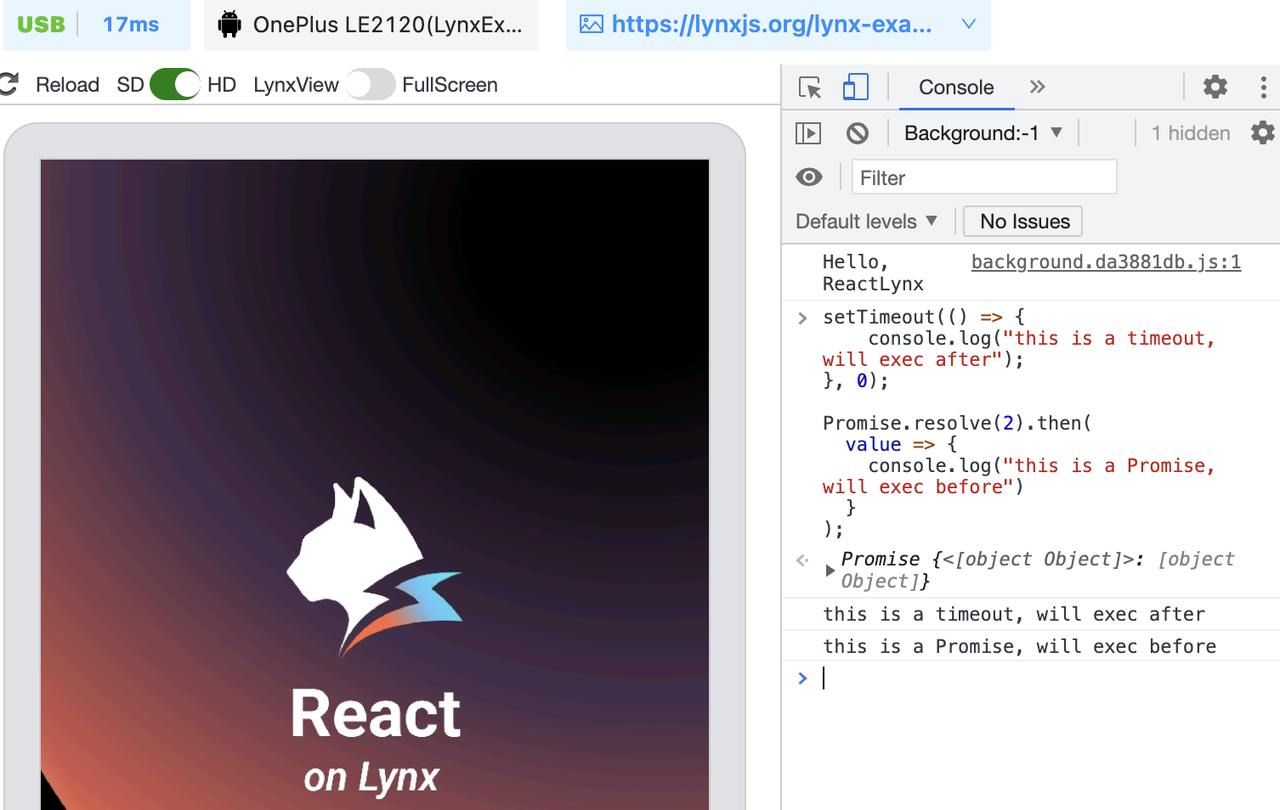 USB 17ms OnePlus LE2120(LynxEx... https://lynxjs.org/lynx-exa...
Reload SD HD LynxView FullScreen
React
on Lynx
Console
Background:-1 1 hidden
Filter
Default levels No Issues
Hello, background.da3881db.js:1
ReactLynx
setTimeout(() => {
    console.log("this is a timeout,
will exec after");
}, 0);
Promise.resolve(2).then(
  value => {
    console.log("this is a Promise,
will exec before")
  }
);
Promise {<[object Object]>: [object
Object]}
this is a timeout, will exec after
this is a Promise, will exec before